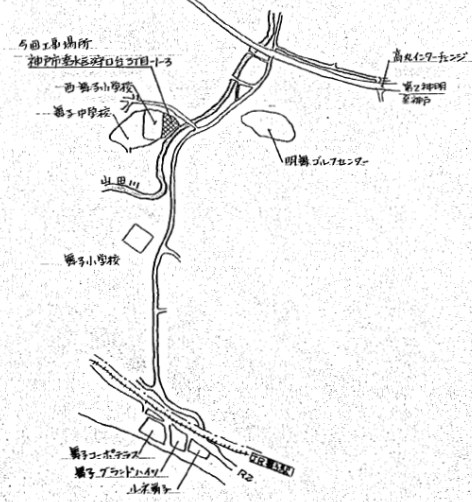 今回工事場所
神戸市垂水区狩口台3丁目-1-3
西舞子小学校
舞子中学校
高丸インターチェンジ
第2神明
至神戸
明舞ゴルフセンター
山田川
舞子小学校
舞子コーポテラス
舞子グランドハイツ
ルネ舞子
R2